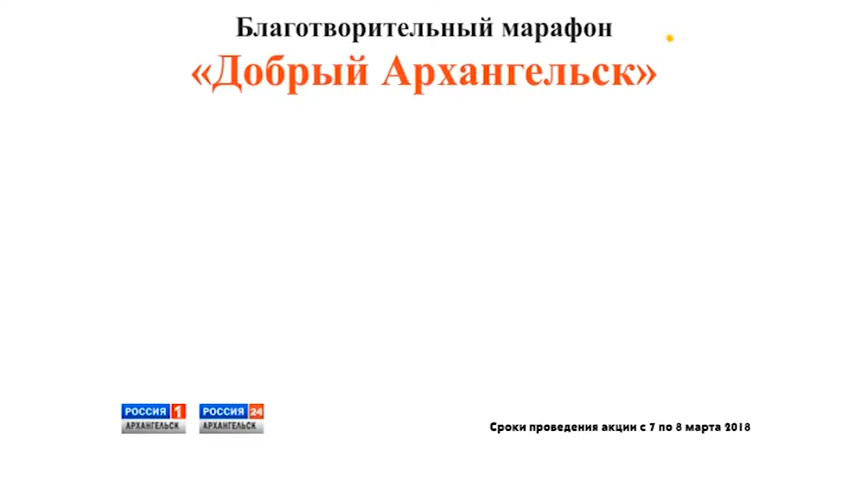 Благотворительный марафон
«Добрый Архангельск»
РОССИЯ 1
АРХАНГЕЛЬСК
РОССИЯ 24
АРХАНГЕЛЬСК
Сроки проведения акции с 7 по 8 марта 2018